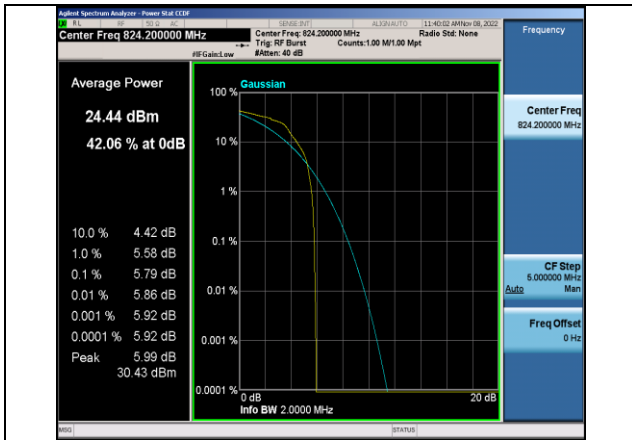 Agilent Spectrum Analyzer - Power Stat CCDF
RL RF 50 Ω AC SENSE:INT ALIGNAUTO 11:40:02 AM Nov 08, 2022
Center Freq 824.200000 MHz
Center Freq: 824.200000 MHz Radio Std: None
Trig: RF Burst Counts:1.00 M/1.00 Mpt
#IFGain:Low #Atten: 40 dB
Frequency
Average Power
24.44 dBm
42.06 % at 0dB
10.0 % 4.42 dB
1.0 % 5.58 dB
0.1 % 5.79 dB
0.01 % 5.86 dB
0.001 % 5.92 dB
0.0001 % 5.92 dB
Peak 5.99 dB
30.43 dBm
Gaussian
100 %
10 %
1 %
0.1 %
0.01 %
0.001 %
0.0001 %
0 dB 20 dB
Info BW 2.0000 MHz
Center Freq
824.200000 MHz
CF Step
5.000000 MHz
Auto Man
Freq Offset
0 Hz
MSG STATUS